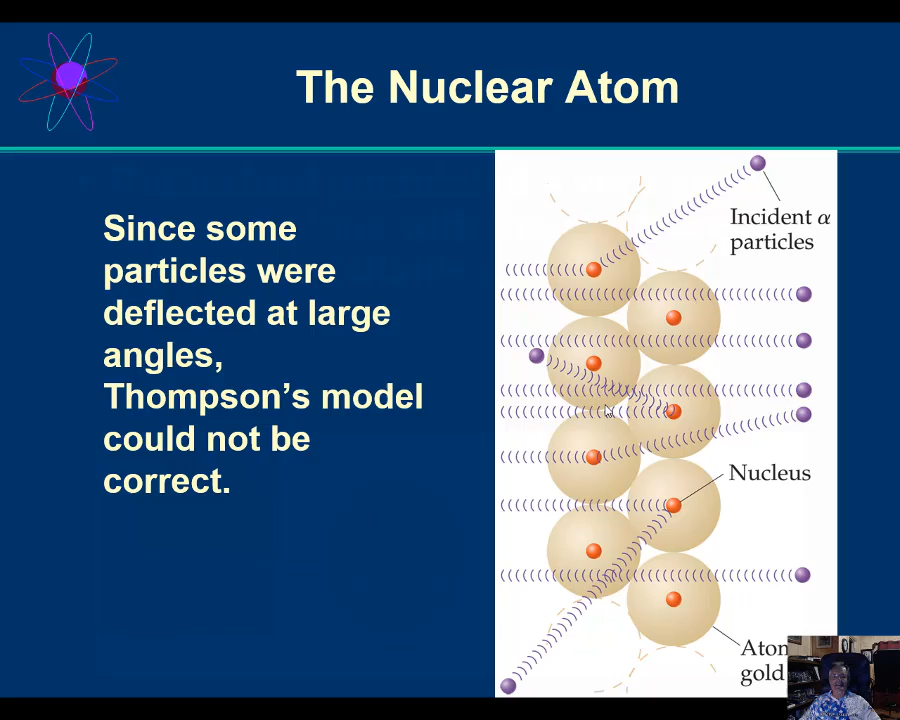 The Nuclear Atom
Since some
particles were
deflected at large
angles,
Thompson’s model
could not be
correct.
Incident α
particles
Nucleus
gold